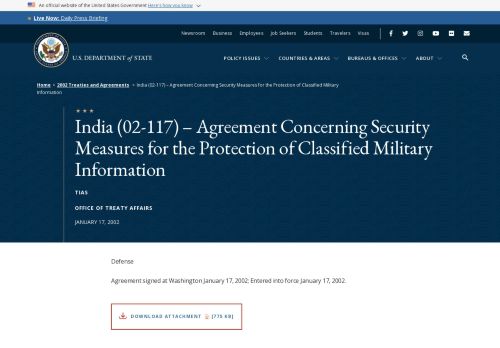 An official website of the United States Government Here's how you know
Live Now: Daily Press Briefing
Newsroom Business Employees Job Seekers Students Travelers Visas
U.S. DEPARTMENT of STATE
POLICY ISSUES COUNTRIES & AREAS BUREAUS & OFFICES ABOUT
Home > 2002 Treaties and Agreements > India (02-117) – Agreement Concerning Security Measures for the Protection of Classified Military
Information
India (02-117) – Agreement Concerning Security
Measures for the Protection of Classified Military
Information
TIAS
OFFICE OF TREATY AFFAIRS
JANUARY 17, 2002
Defense
Agreement signed at Washington January 17, 2002; Entered into force January 17, 2002.
DOWNLOAD ATTACHMENT [770 KB]